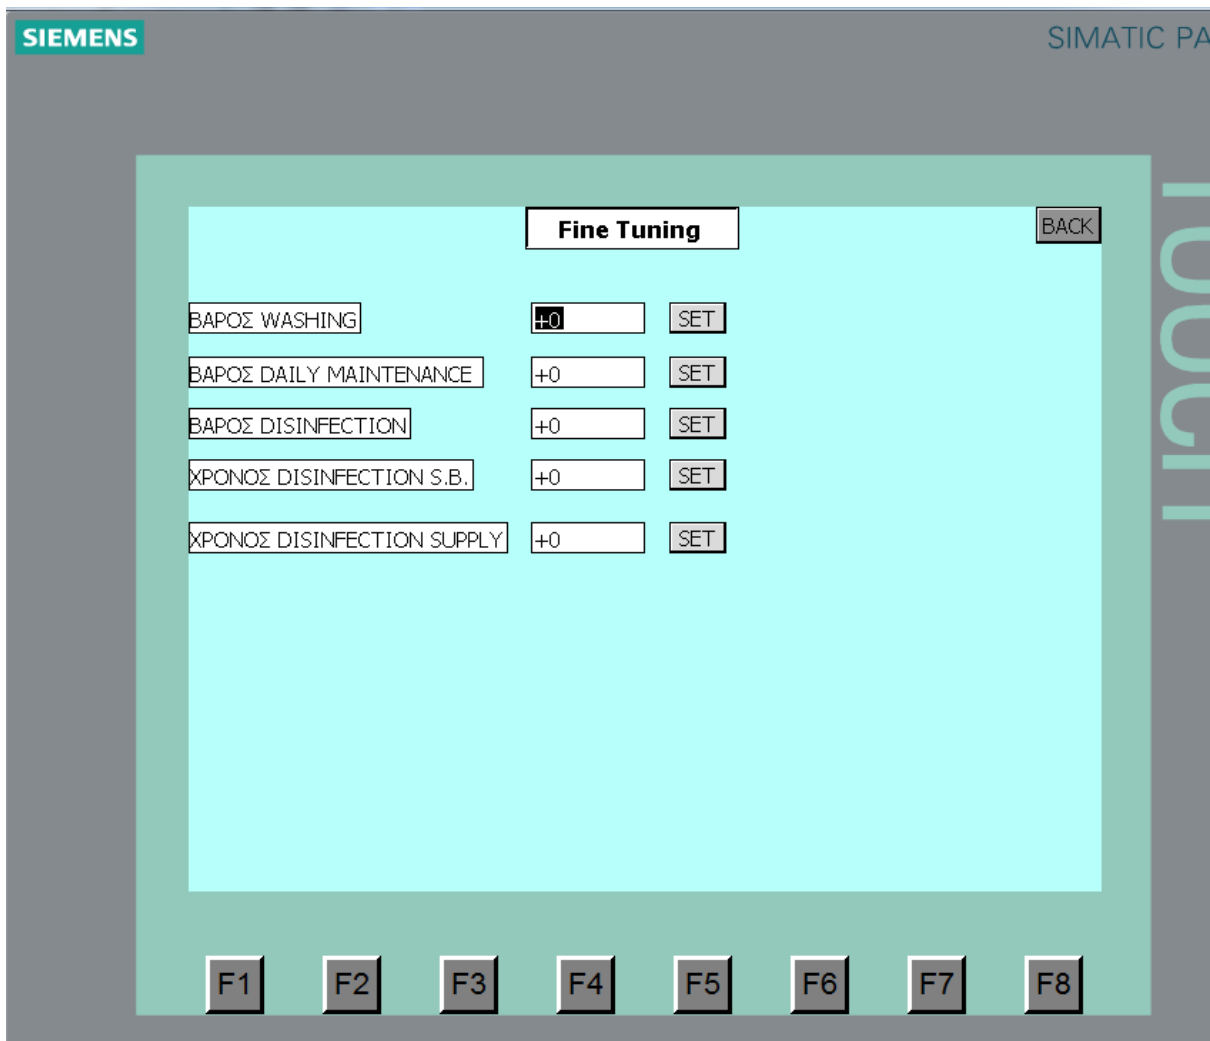 SIEMENS
SIMATIC PA
TOUCH
Fine Tuning
BACK
ΒΑΡΟΣ WASHING +0 SET
ΒΑΡΟΣ DAILY MAINTENANCE +0 SET
ΒΑΡΟΣ DISINFECTION +0 SET
ΧΡΟΝΟΣ DISINFECTION S.B. +0 SET
ΧΡΟΝΟΣ DISINFECTION SUPPLY +0 SET
F1 F2 F3 F4 F5 F6 F7 F8